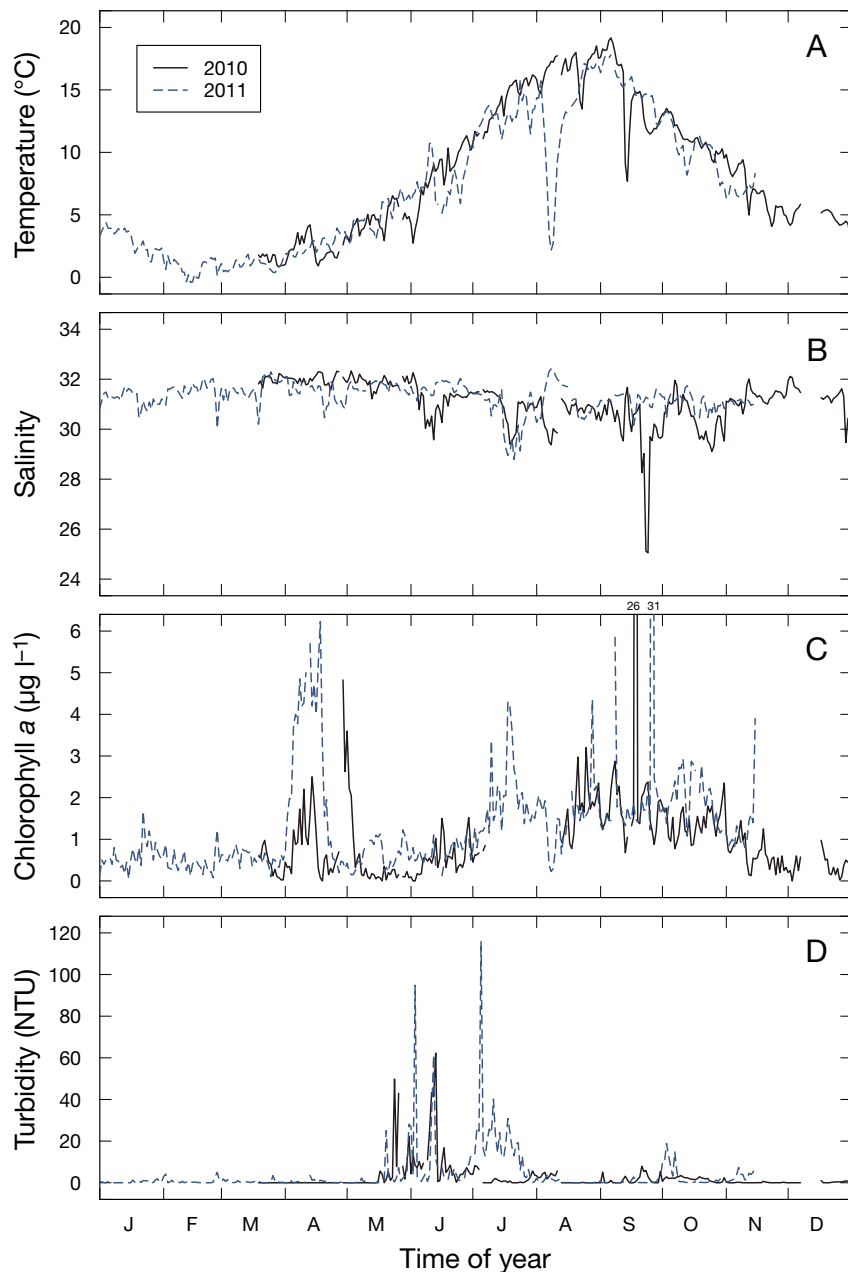 20
15
10
5
0
Temperature (°C)
2010
2011
A
34
32
30
28
26
24
Salinity
B
26 31
6
5
4
3
2
1
0
Chlorophyll a (µg l–1)
C
120
100
80
60
40
20
0
Turbidity (NTU)
D
J F M A M J J A S O N D
Time of year